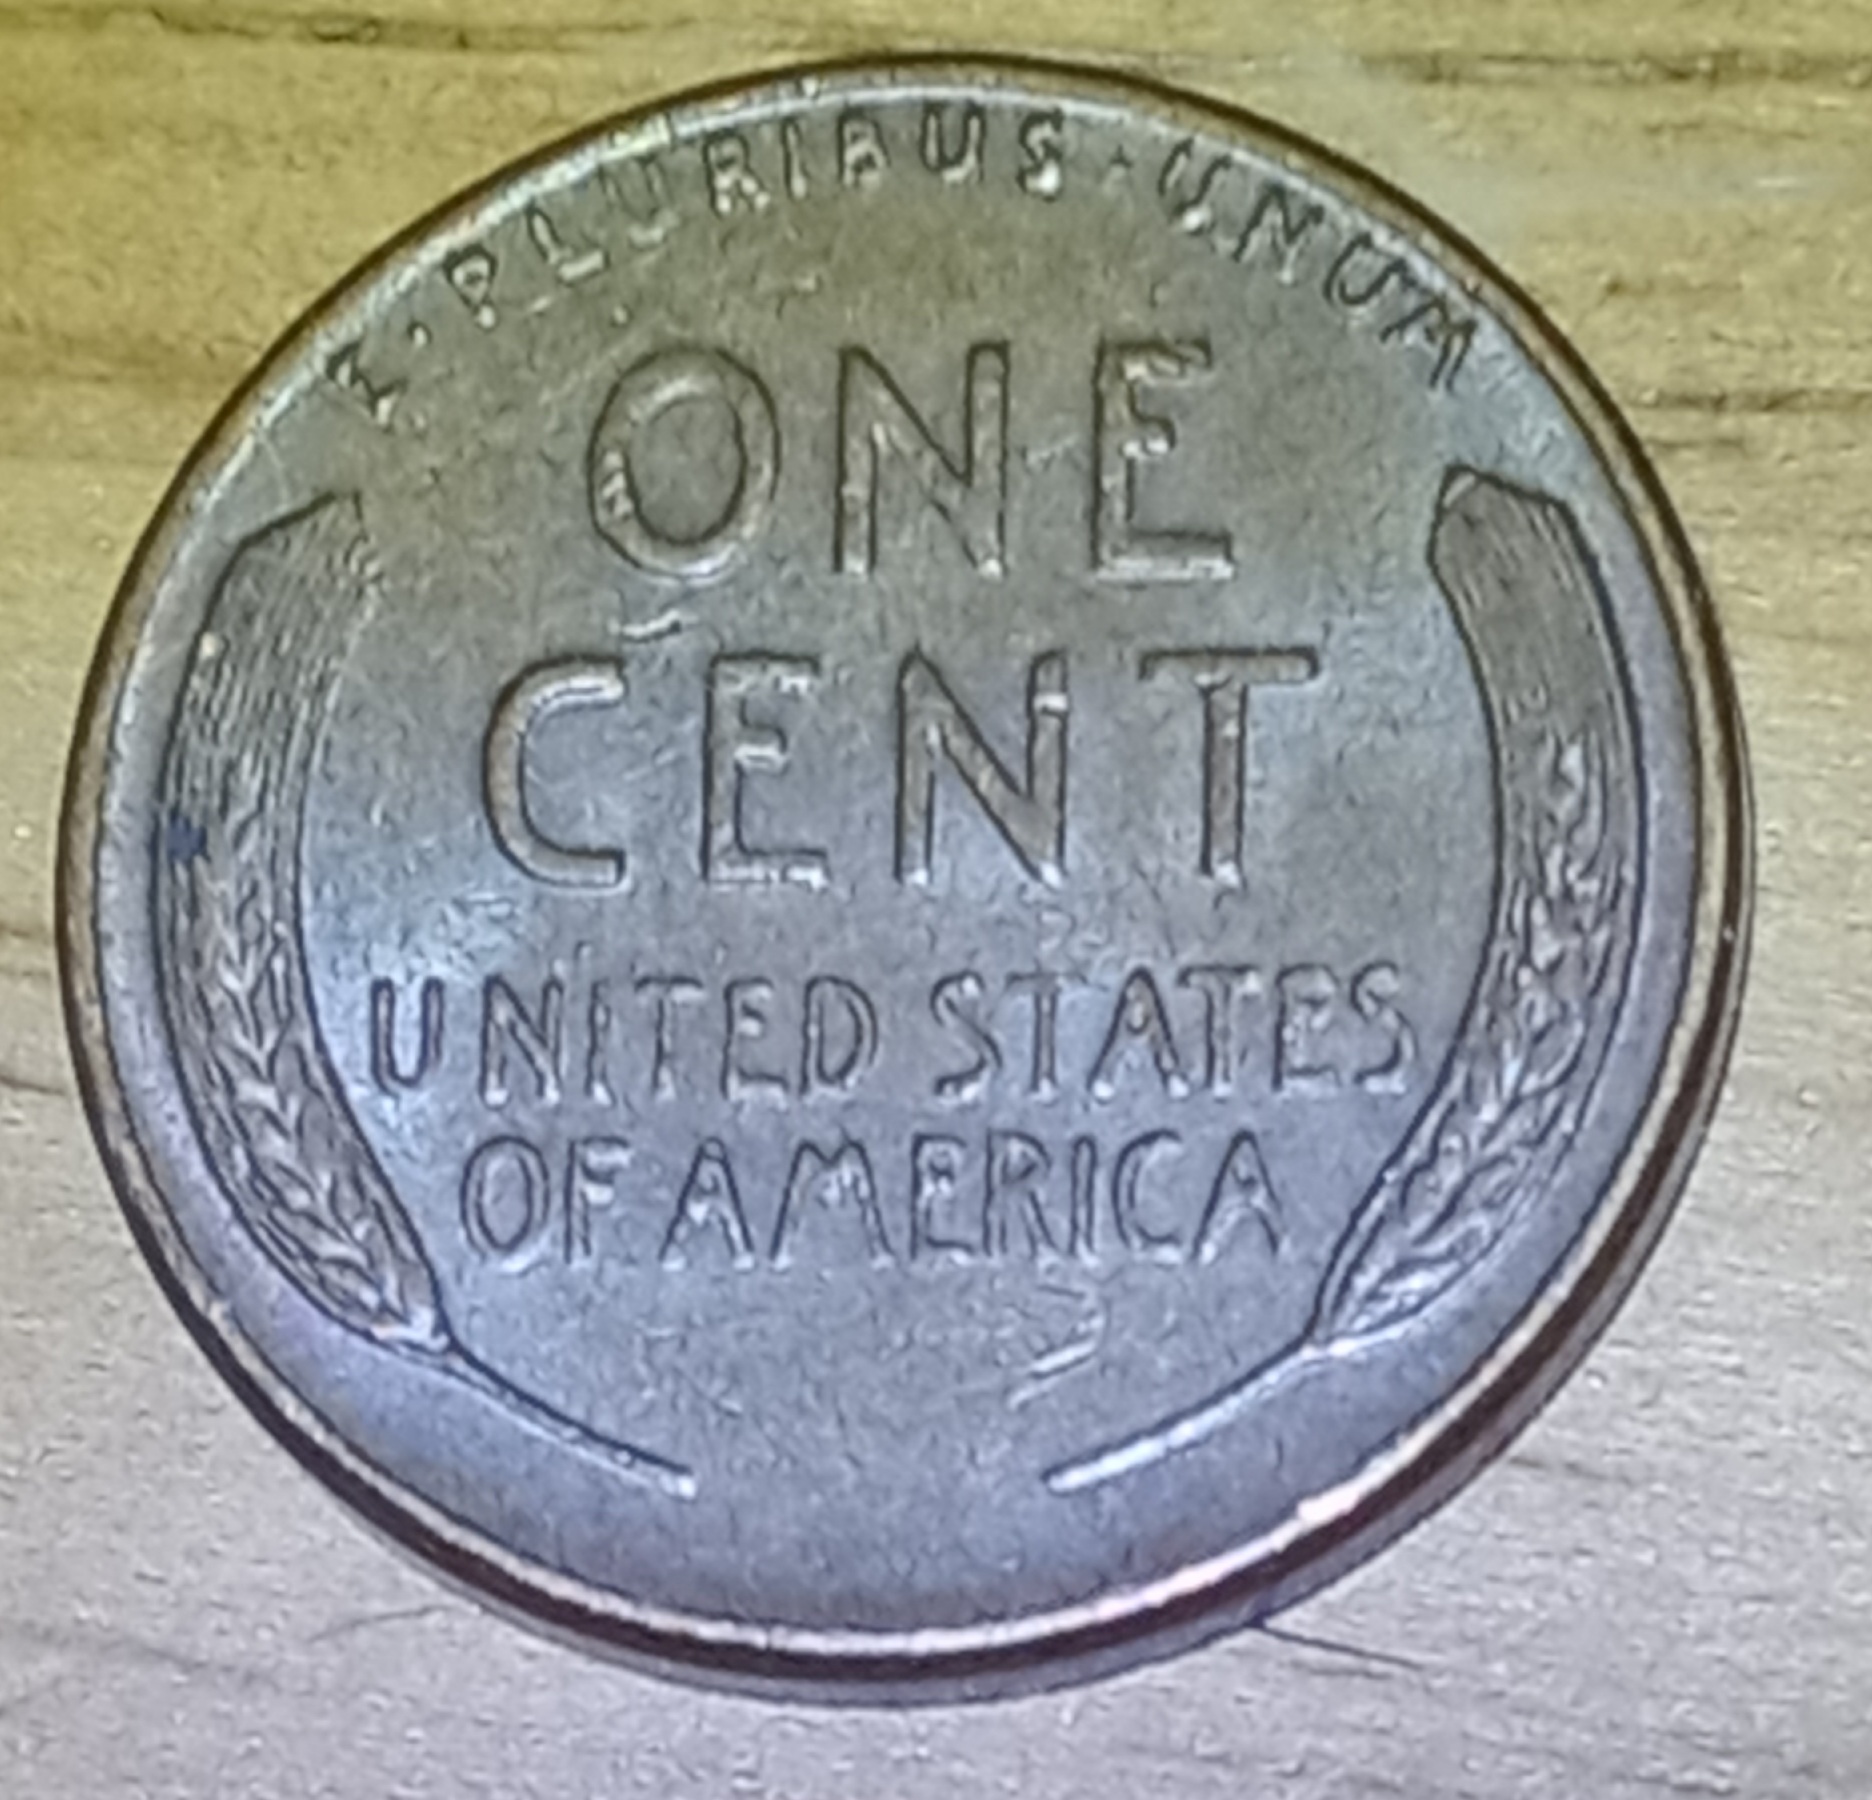 E·PLURIBUS·UNUM
ONE
CENT
UNITED STATES
OF AMERICA